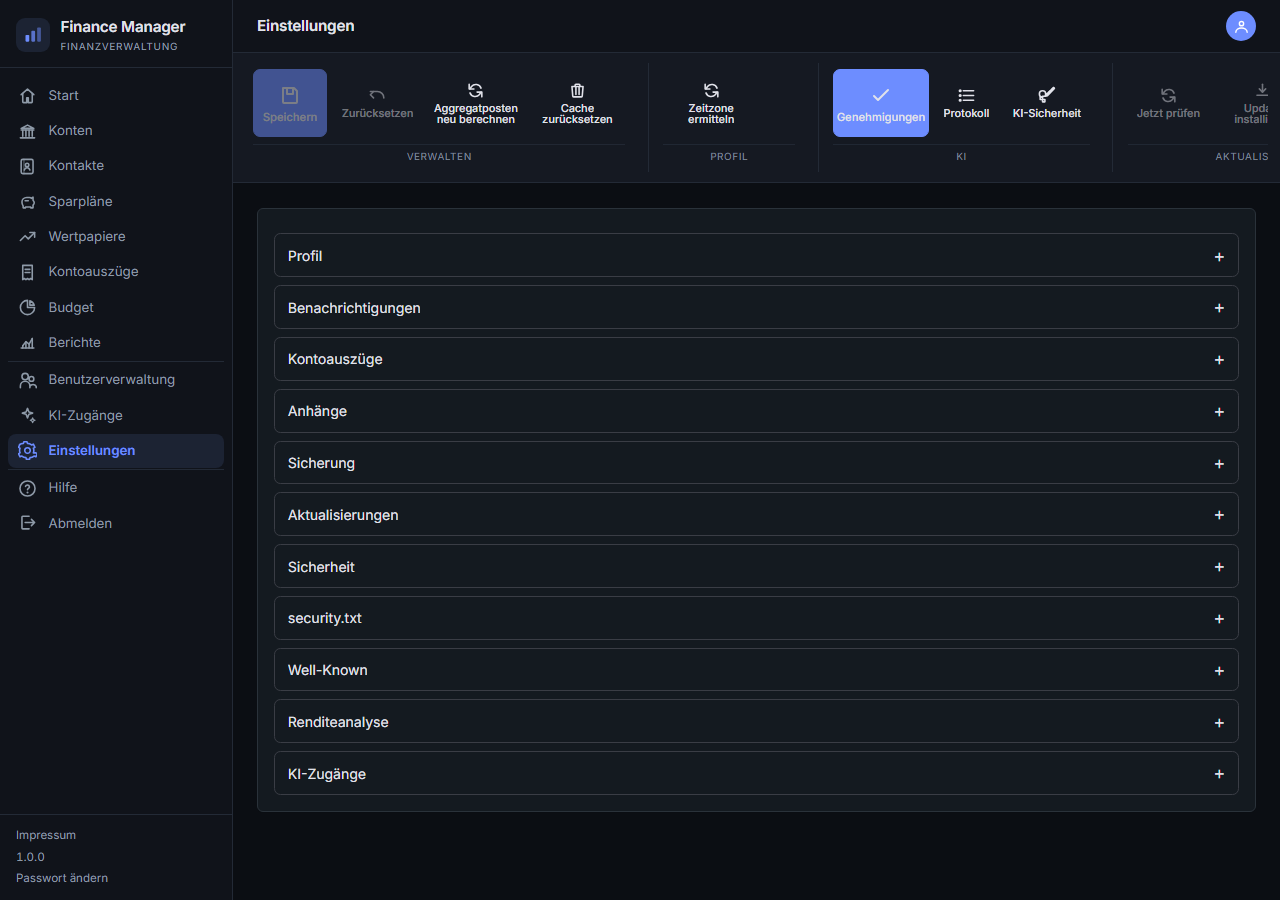 Finance Manager
FINANZVERWALTUNG
Start
Konten
Kontakte
Sparpläne
Wertpapiere
Kontoauszüge
Budget
Berichte
Benutzerverwaltung
KI-Zugänge
Einstellungen
Hilfe
Abmelden
Impressum
1.0.0
Passwort ändern
Einstellungen
Speichern
Zurücksetzen
Aggregatposten
neu berechnen
Cache
zurücksetzen
VERWALTEN
Zeitzone
ermitteln
PROFIL
Genehmigungen
Protokoll
KI-Sicherheit
KI
Jetzt prüfen
Upda
installi
AKTUALIS
Profil
Benachrichtigungen
Kontoauszüge
Anhänge
Sicherung
Aktualisierungen
Sicherheit
security.txt
Well-Known
Renditeanalyse
KI-Zugänge